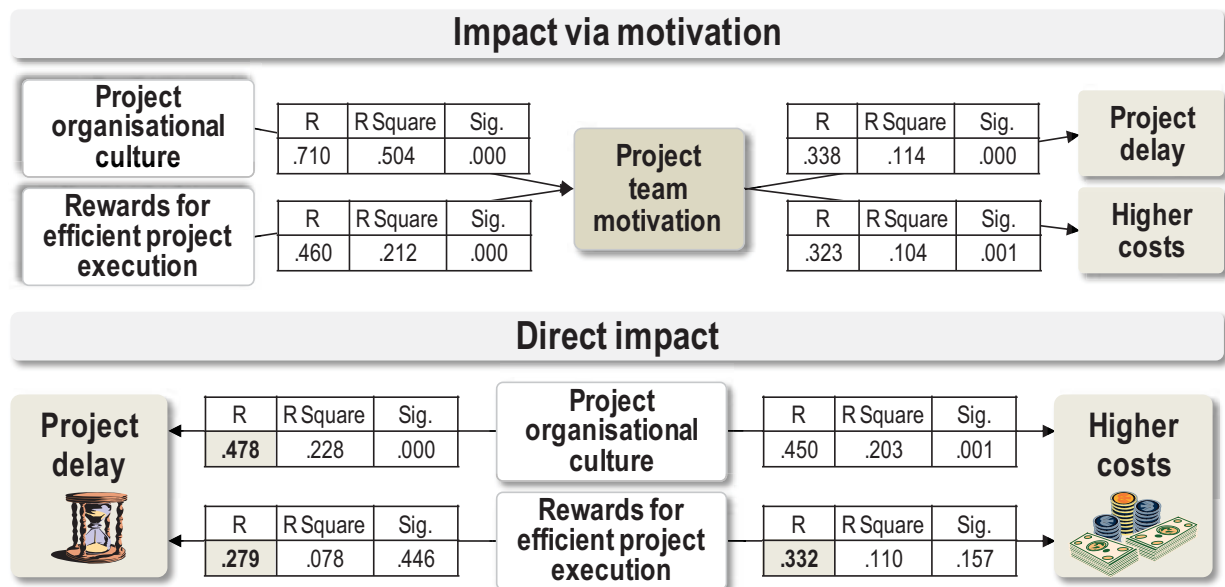 Impact via motivation
Project
organisational
culture
R R Square Sig.
.710 .504 .000
Rewards for
efficient project
execution
R R Square Sig.
.460 .212 .000
Project
team
motivation
R R Square Sig.
.338 .114 .000
Project
delay
R R Square Sig.
.323 .104 .001
Higher
costs
Direct impact
Project
delay
R R Square Sig.
.478 .228 .000
Project
organisational
culture
R R Square Sig.
.450 .203 .001
Higher
costs
R R Square Sig.
.279 .078 .446
Rewards for
efficient project
execution
R R Square Sig.
.332 .110 .157